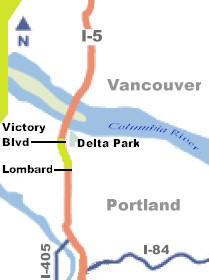 N
I-5
Vancouver
Columbia River
Victory
Blvd
Delta Park
Lombard
Portland
I-405
I-84